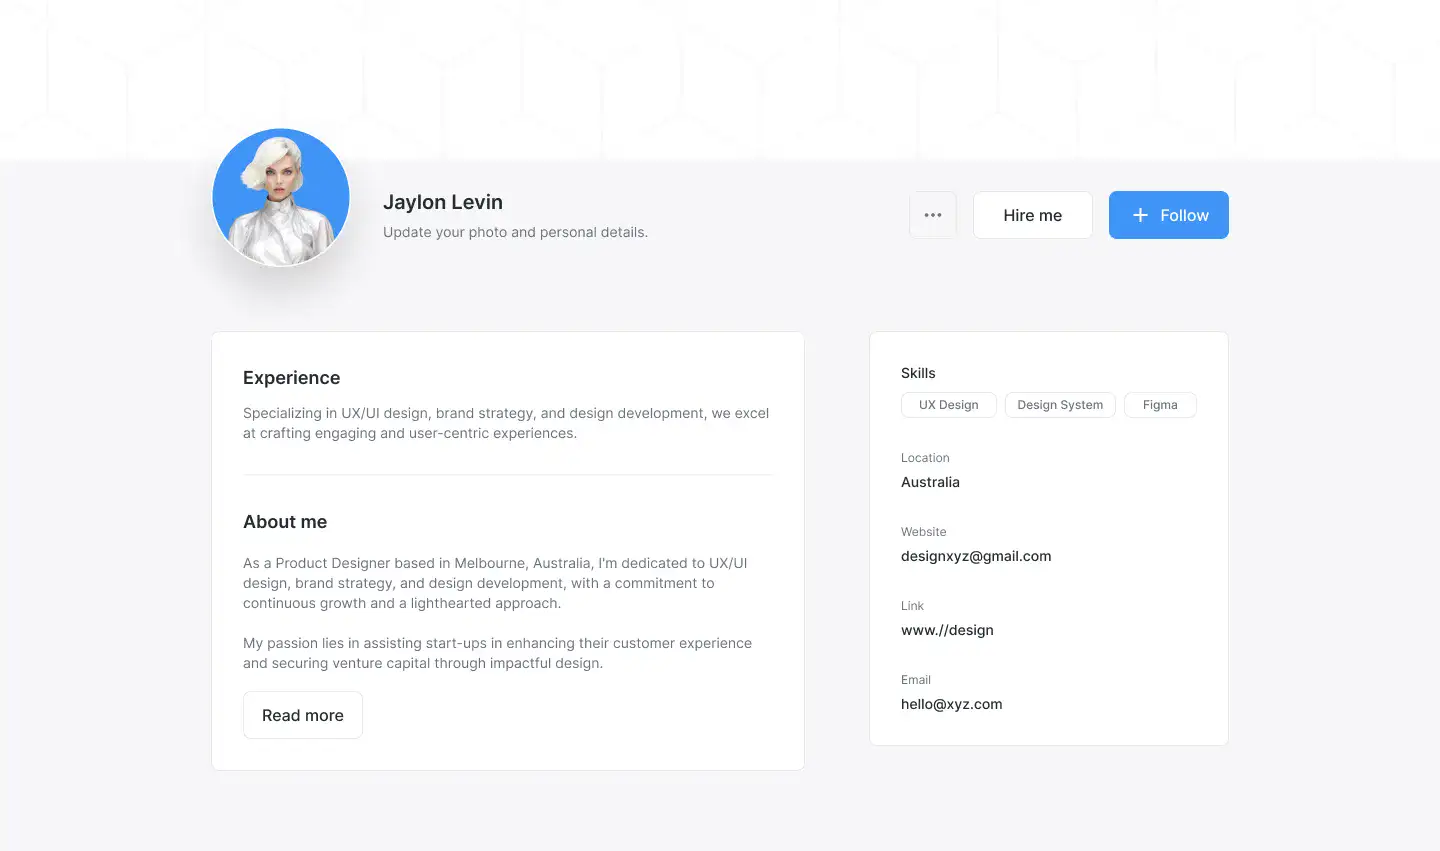 Jaylon Levin
Update your photo and personal details.
Hire me
Follow
Experience
Specializing in UX/UI design, brand strategy, and design development, we excel
at crafting engaging and user-centric experiences.
About me
As a Product Designer based in Melbourne, Australia, I'm dedicated to UX/UI
design, brand strategy, and design development, with a commitment to
continuous growth and a lighthearted approach.
My passion lies in assisting start-ups in enhancing their customer experience
and securing venture capital through impactful design.
Read more
Skills
UX Design
Design System
Figma
Location
Australia
Website
designxyz@gmail.com
Link
www.//design
Email
hello@xyz.com